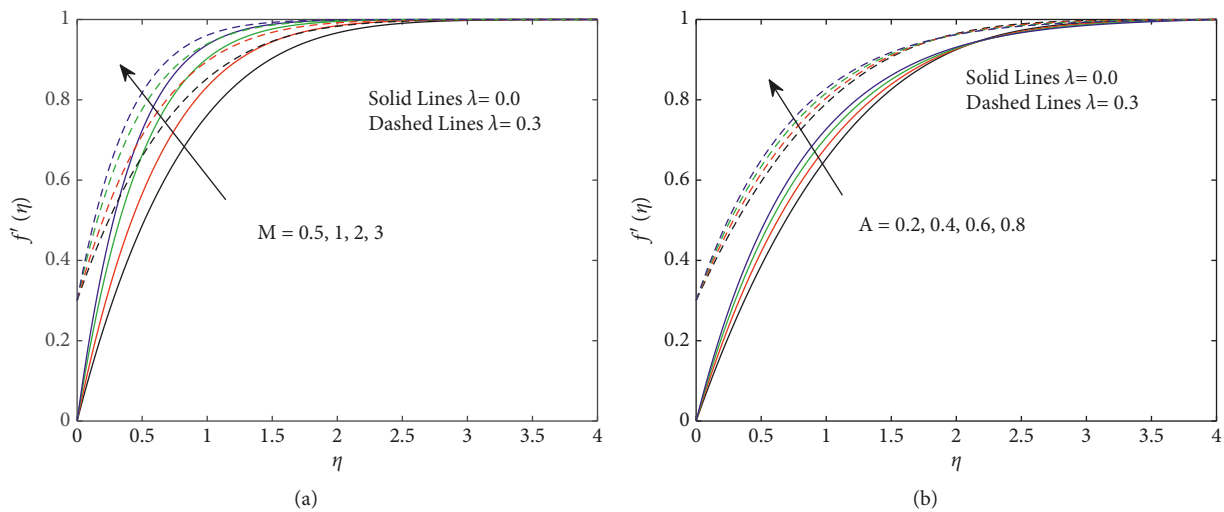 1
0.8
0.6
0.4
0.2
0
f′ (η)
Solid Lines λ= 0.0
Dashed Lines λ= 0.3
M = 0.5, 1, 2, 3
0 0.5 1 1.5 2 2.5 3 3.5 4
η
(a)
1
0.8
0.6
0.4
0.2
0
f′ (η)
Solid Lines λ= 0.0
Dashed Lines λ= 0.3
A = 0.2, 0.4, 0.6, 0.8
0 0.5 1 1.5 2 2.5 3 3.5 4
η
(b)